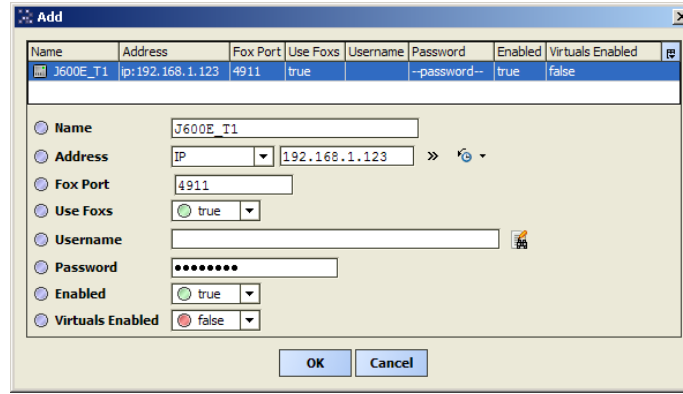 Add
Name Address Fox Port Use Foxs Username Password Enabled Virtuals Enabled
J600E_T1 ip:192.168.1.123 4911 true --password-- true false
Name J600E_T1
Address IP 192.168.1.123 »
Fox Port 4911
Use Foxs true
Username
Password ●●●●●●●●
Enabled true
Virtuals Enabled false
OK Cancel